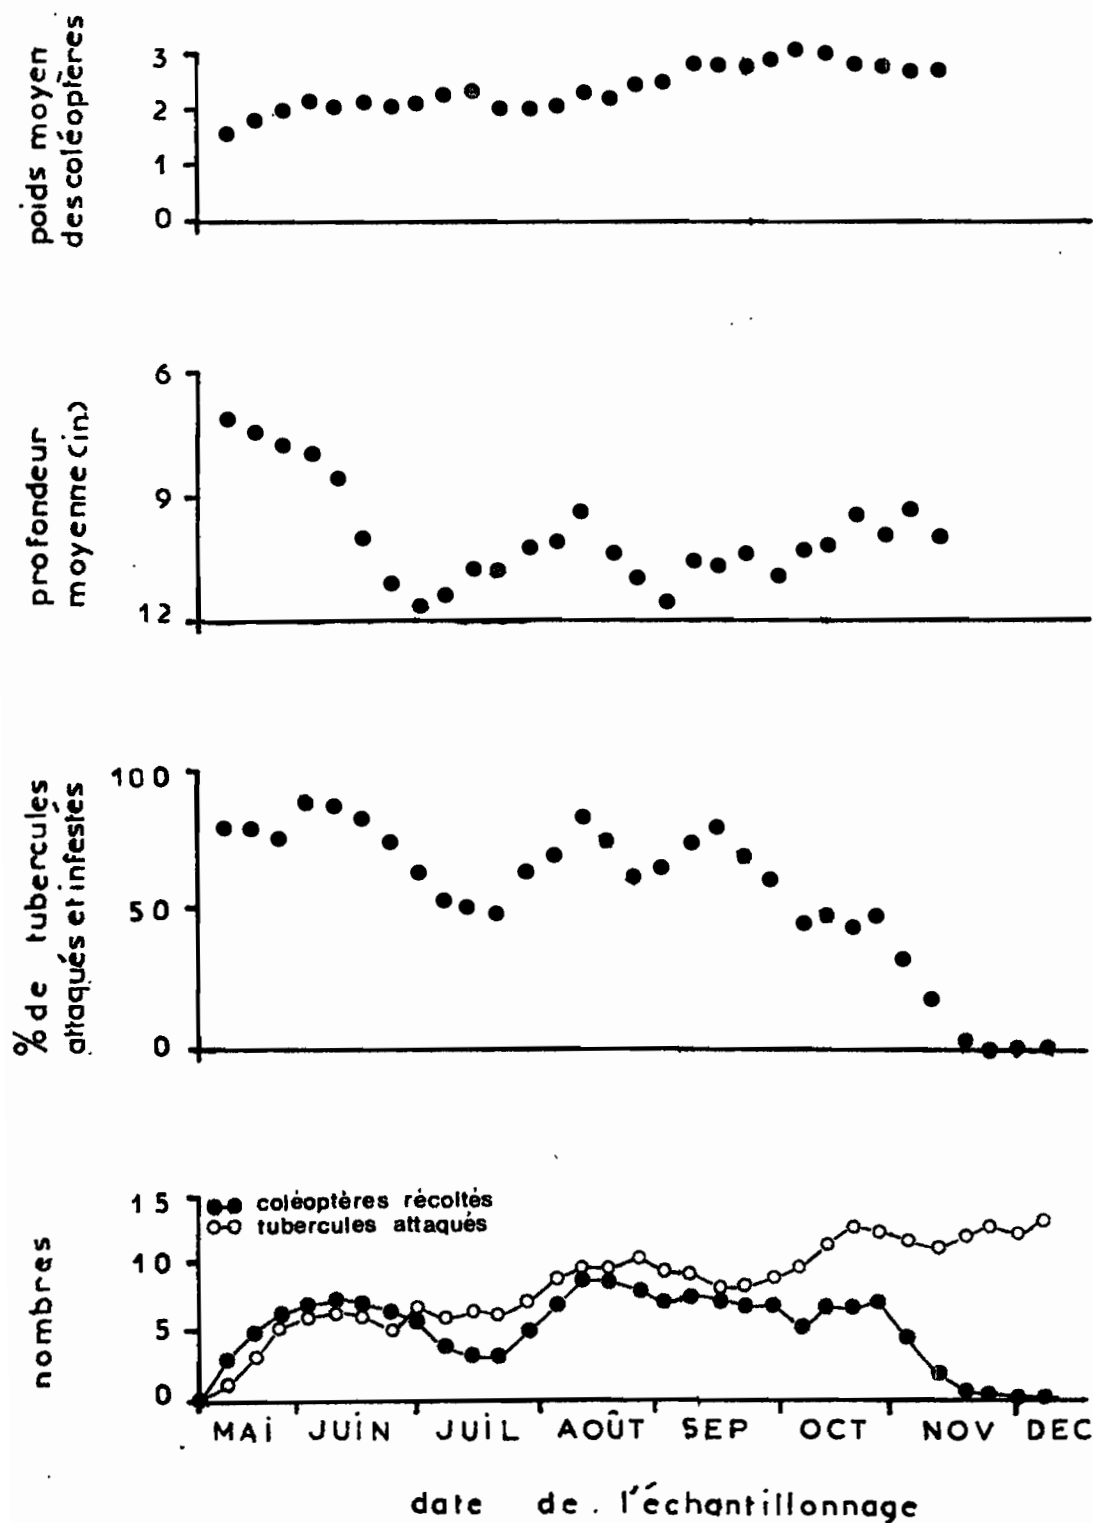 poids moyen
des coléoptères
3
2
1
0
profondeur
moyenne (in)
6
9
12
% de tubercules
attaqués et infestés
100
50
0
nombres
15
10
5
0
coléoptères récoltés
tubercules attaqués
MAI JUIN JUIL AOÛT SEP OCT NOV DEC
date de . l'échantillonnage